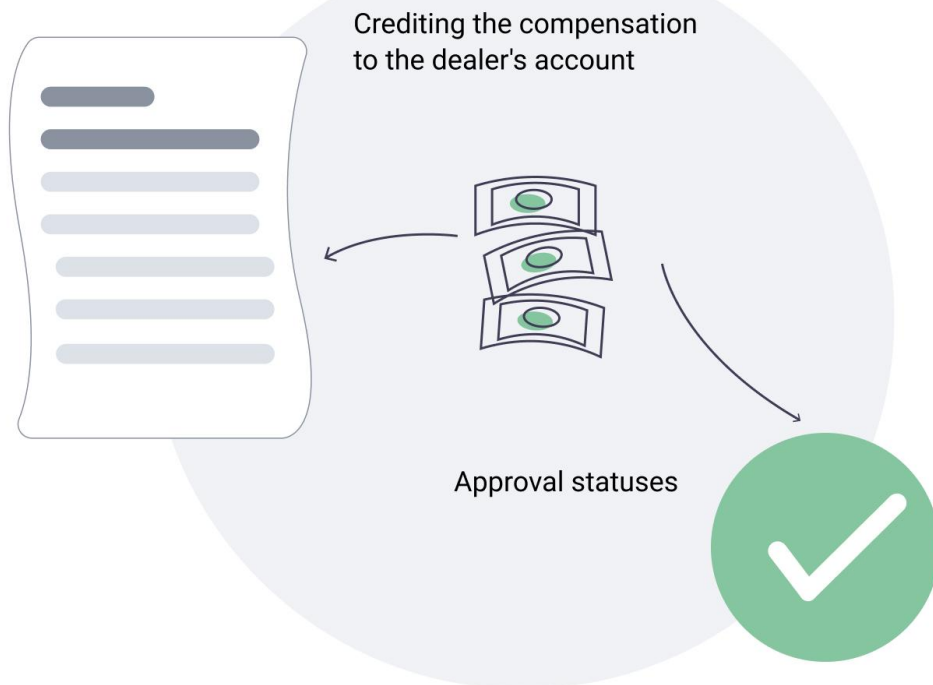 Crediting the compensation
to the dealer's account
Approval statuses